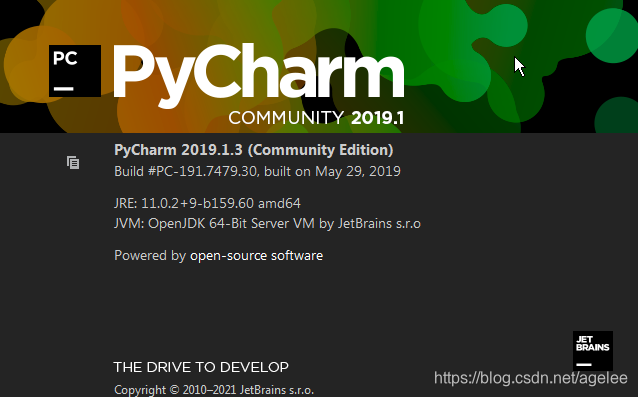 PC
PyCharm
COMMUNITY 2019.1
PyCharm 2019.1.3 (Community Edition)
Build #PC-191.7479.30, built on May 29, 2019
JRE: 11.0.2+9-b159.60 amd64
JVM: OpenJDK 64-Bit Server VM by JetBrains s.r.o
Powered by open-source software
JET
BRAINS
THE DRIVE TO DEVELOP
https://blog.csdn.net/agelee
Copyright © 2010–2021 JetBrains s.r.o.